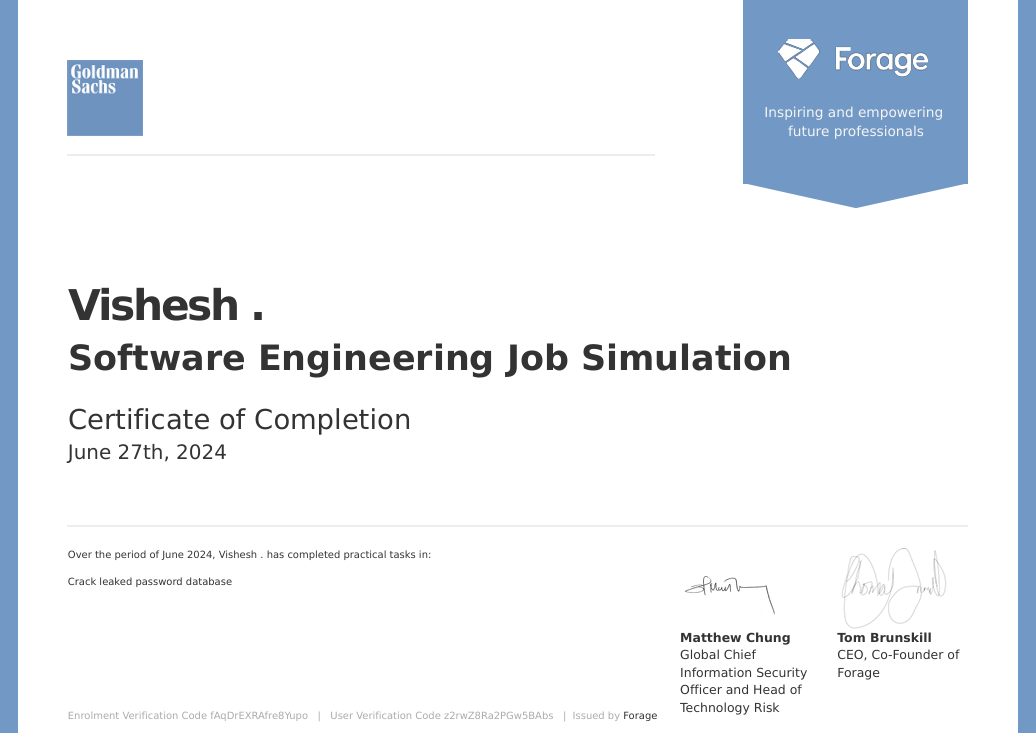 Goldman
Sachs
Forage
Inspiring and empowering
future professionals
Vishesh .
Software Engineering Job Simulation
Certificate of Completion
June 27th, 2024
Over the period of June 2024, Vishesh . has completed practical tasks in:
Crack leaked password database
Matthew Chung
Global Chief
Information Security
Officer and Head of
Technology Risk
Tom Brunskill
CEO, Co-Founder of
Forage
Enrolment Verification Code fAqDrEXRAfre8Yupo | User Verification Code z2rwZ8Ra2PGw5BAbs | Issued by Forage